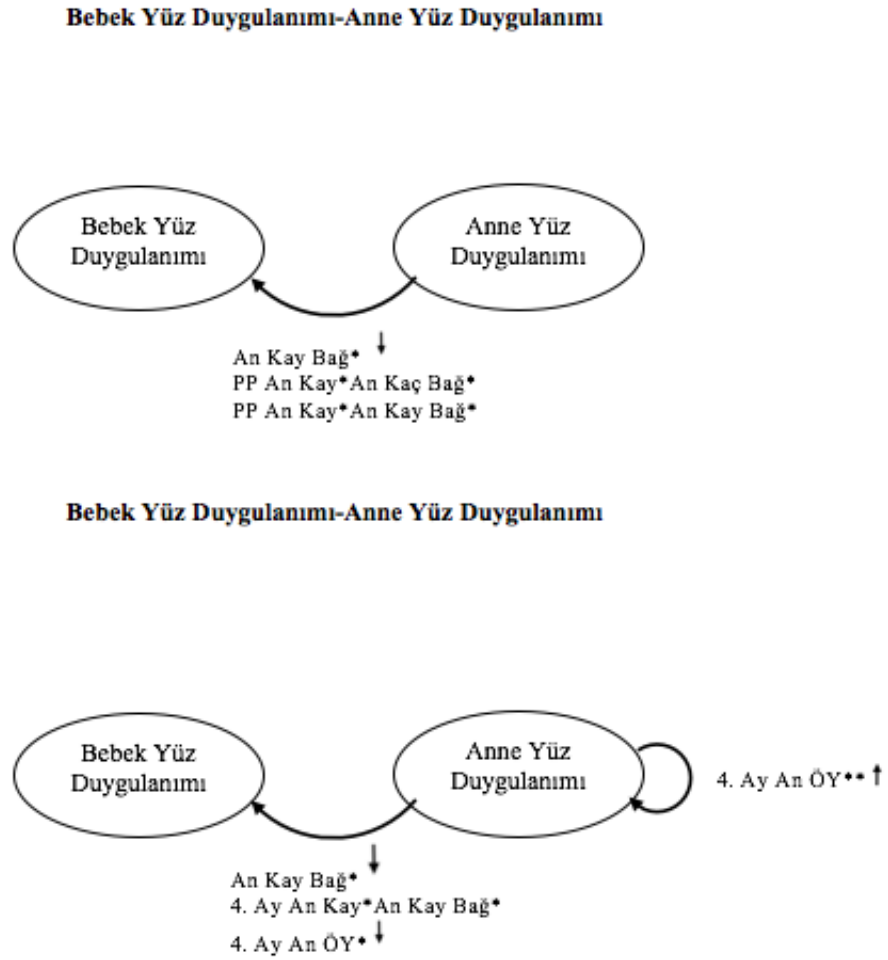 Bebek Yüz Duygulanımı-Anne Yüz Duygulanımı
Bebek Yüz
Duygulanımı
Anne Yüz
Duygulanımı
An Kay Bağ* ↓
PP An Kay*An Kaç Bağ*
PP An Kay*An Kay Bağ*
Bebek Yüz Duygulanımı-Anne Yüz Duygulanımı
Bebek Yüz
Duygulanımı
Anne Yüz
Duygulanımı
4. Ay An ÖY** ↑
An Kay Bağ* ↓
4. Ay An Kay*An Kay Bağ*
4. Ay An ÖY* ↓